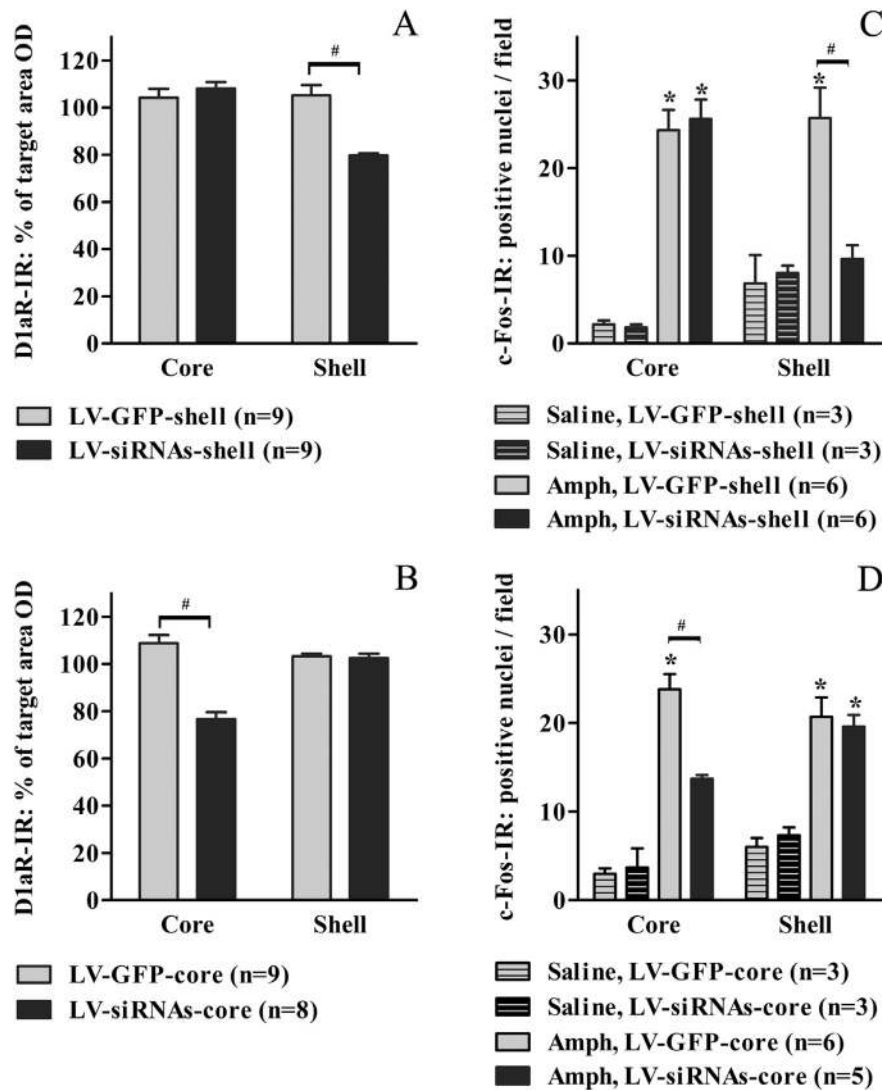 A
D1aR-IR: % of target area OD
120
100
80
60
40
20
0
#
Core Shell
LV-GFP-shell (n=9)
LV-siRNAs-shell (n=9)
C
c-Fos-IR: positive nuclei / field
30
20
10
0
* * * #
Core Shell
Saline, LV-GFP-shell (n=3)
Saline, LV-siRNAs-shell (n=3)
Amph, LV-GFP-shell (n=6)
Amph, LV-siRNAs-shell (n=6)
B
D1aR-IR: % of target area OD
120
100
80
60
40
20
0
#
Core Shell
LV-GFP-core (n=9)
LV-siRNAs-core (n=8)
D
c-Fos-IR: positive nuclei / field
30
20
10
0
* # * *
Core Shell
Saline, LV-GFP-core (n=3)
Saline, LV-siRNAs-core (n=3)
Amph, LV-GFP-core (n=6)
Amph, LV-siRNAs-core (n=5)